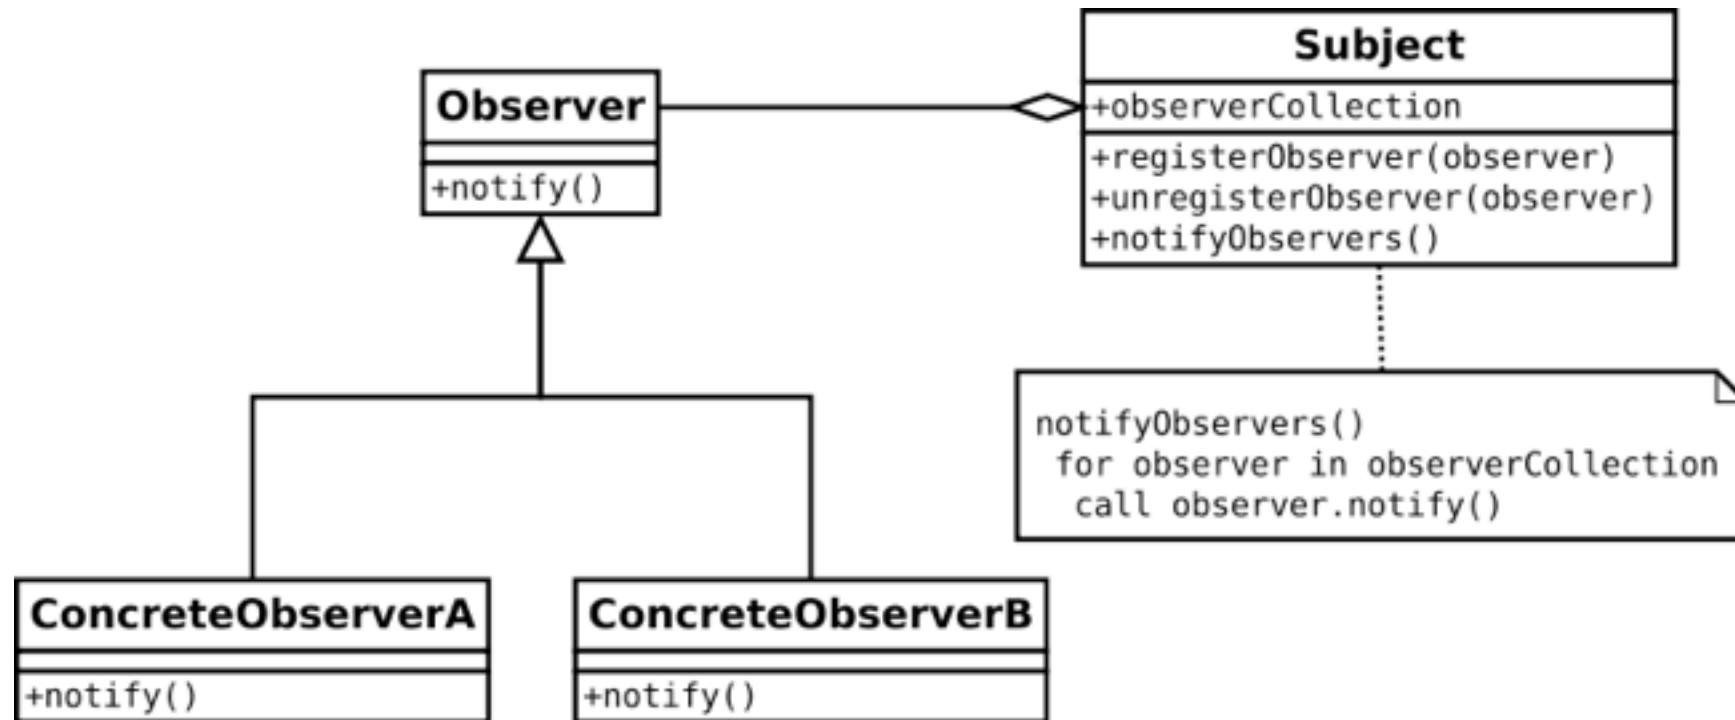 Observer
+notify()
Subject
+observerCollection
+registerObserver(observer)
+unregisterObserver(observer)
+notifyObservers()
notifyObservers()
for observer in observerCollection
call observer.notify()
ConcreteObserverA
+notify()
ConcreteObserverB
+notify()